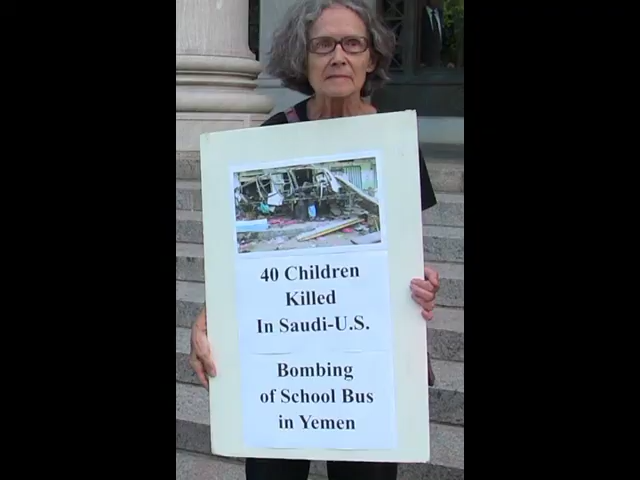 40 Children
Killed
In Saudi-U.S.
Bombing
of School Bus
in Yemen